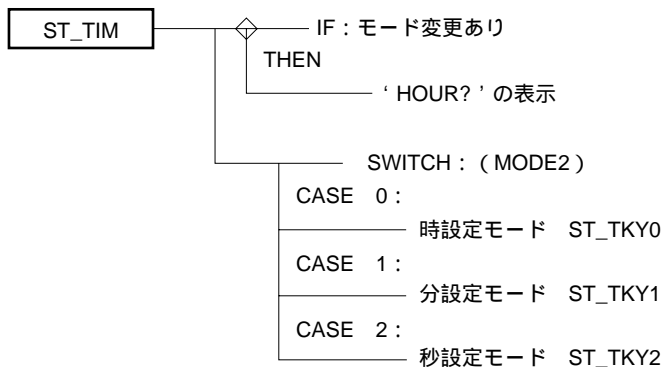 ST_TIM
IF：モード変更あり
THEN
‘HOUR?’の表示
SWITCH：（MODE2）
CASE　0：
時設定モード　ST_TKY0
CASE　1：
分設定モード　ST_TKY1
CASE　2：
秒設定モード　ST_TKY2